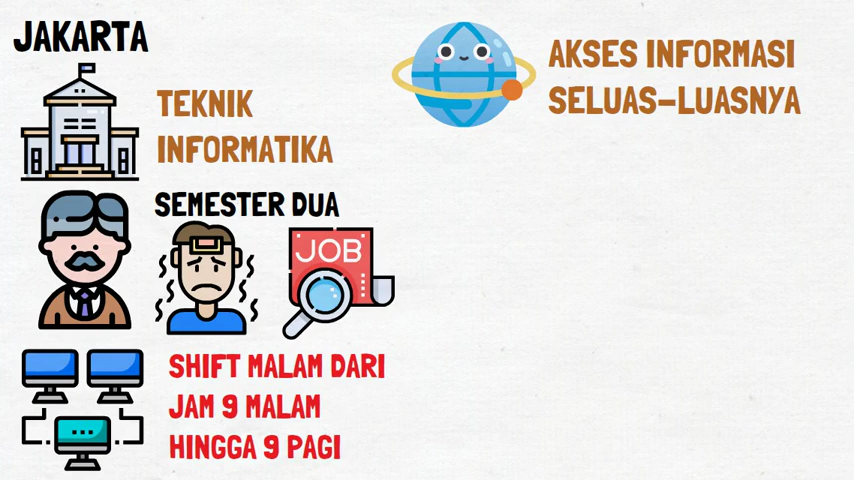 JAKARTA
TEKNIK
INFORMATIKA
SEMESTER DUA
JOB
SHIFT MALAM DARI
JAM 9 MALAM
HINGGA 9 PAGI
AKSES INFORMASI
SELUAS-LUASNYA